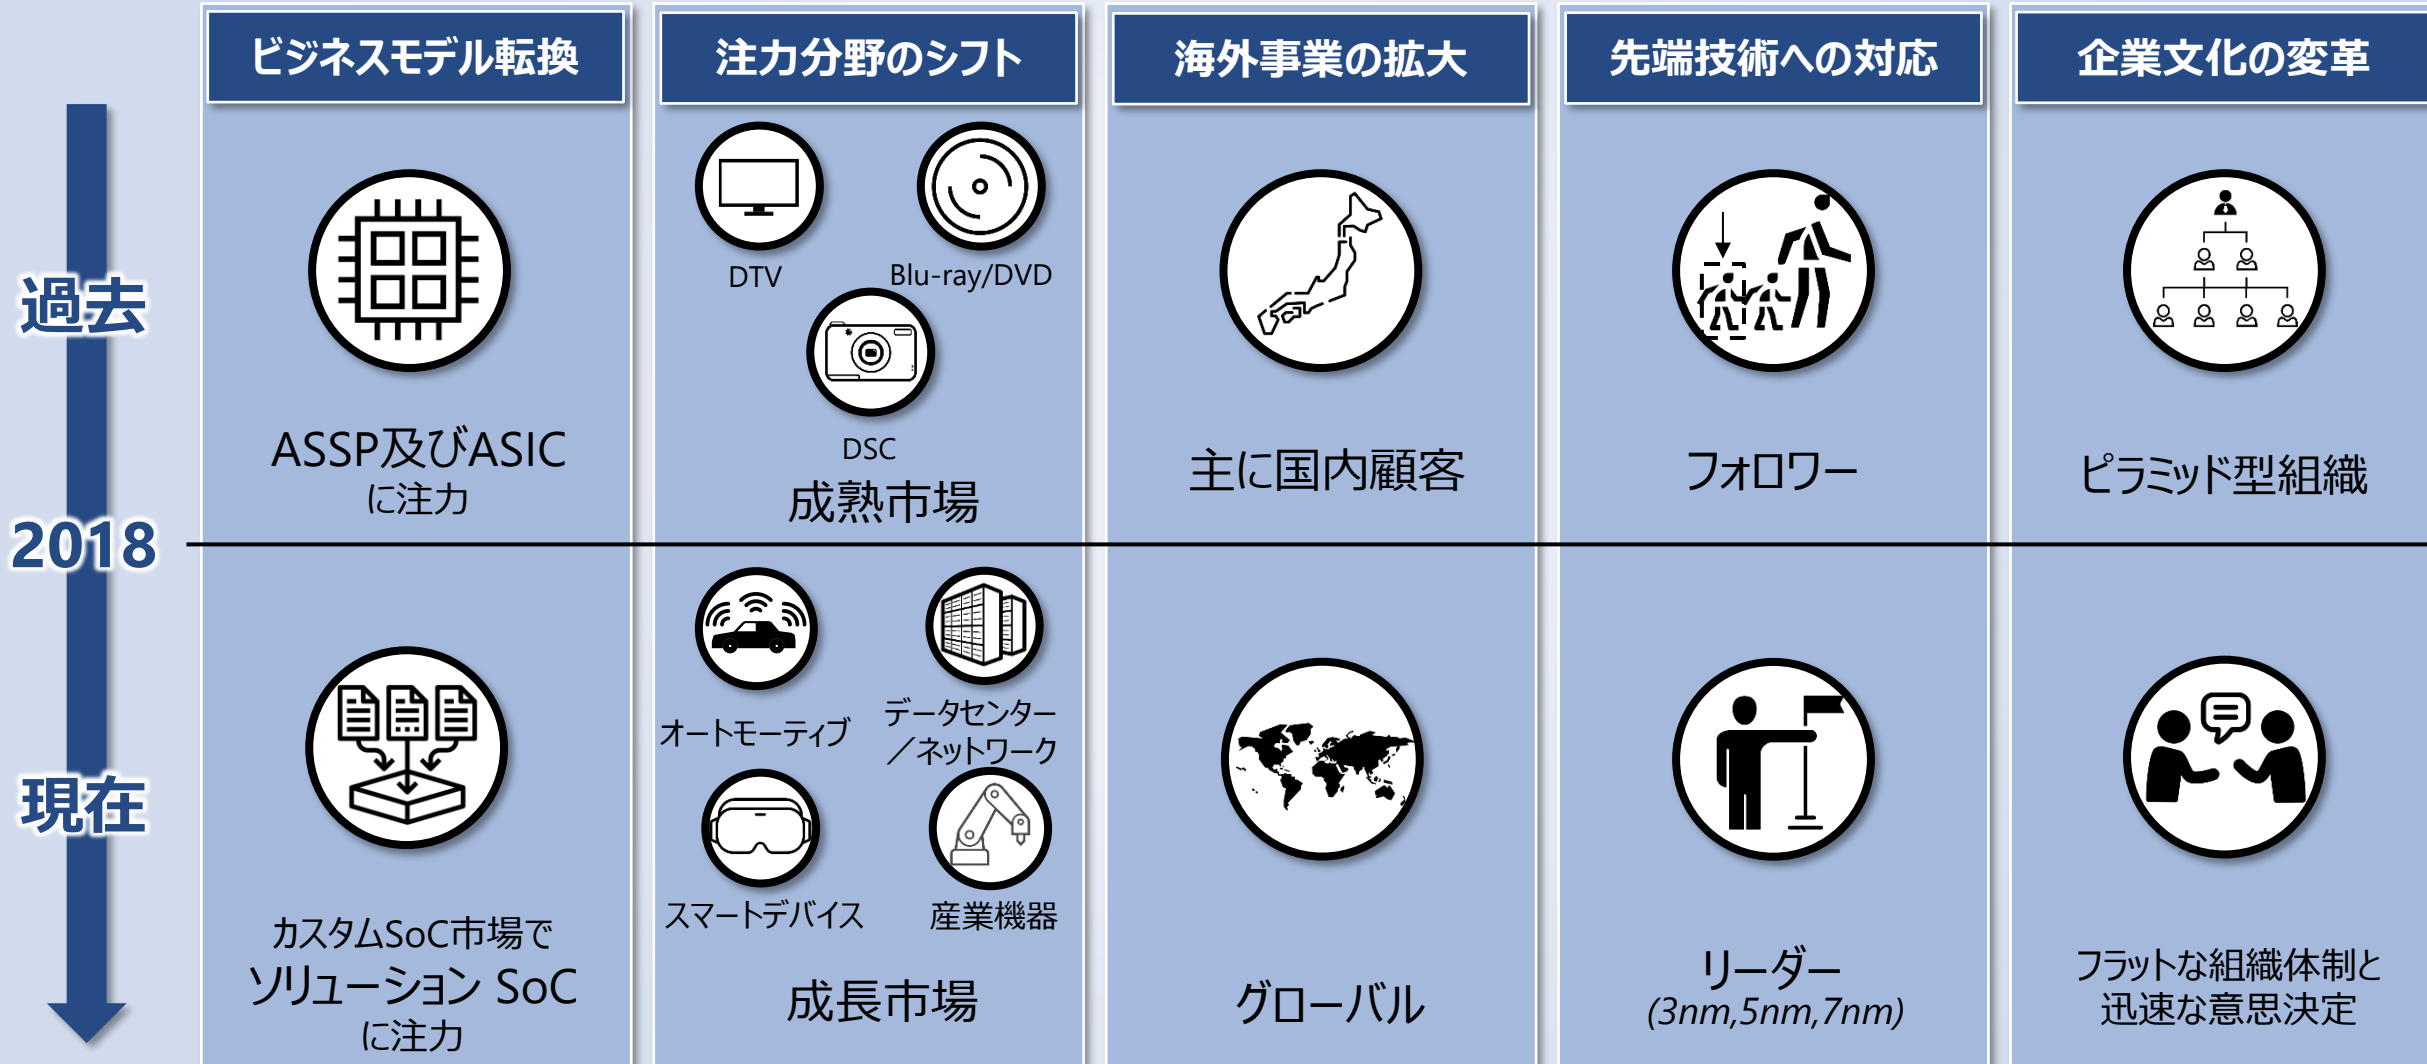 ビジネスモデル転換
注力分野のシフト
海外事業の拡大
先端技術への対応
企業文化の変革
過去
DTV
Blu-ray/DVD
DSC
ASSP及びASIC
に注力
成熟市場
主に国内顧客
フォロワー
ピラミッド型組織
2018
現在
オートモーティブ
データセンター
／ネットワーク
スマートデバイス
産業機器
カスタムSoC市場で
ソリューション SoC
に注力
成長市場
グローバル
リーダー
(3nm,5nm,7nm)
フラットな組織体制と
迅速な意思決定